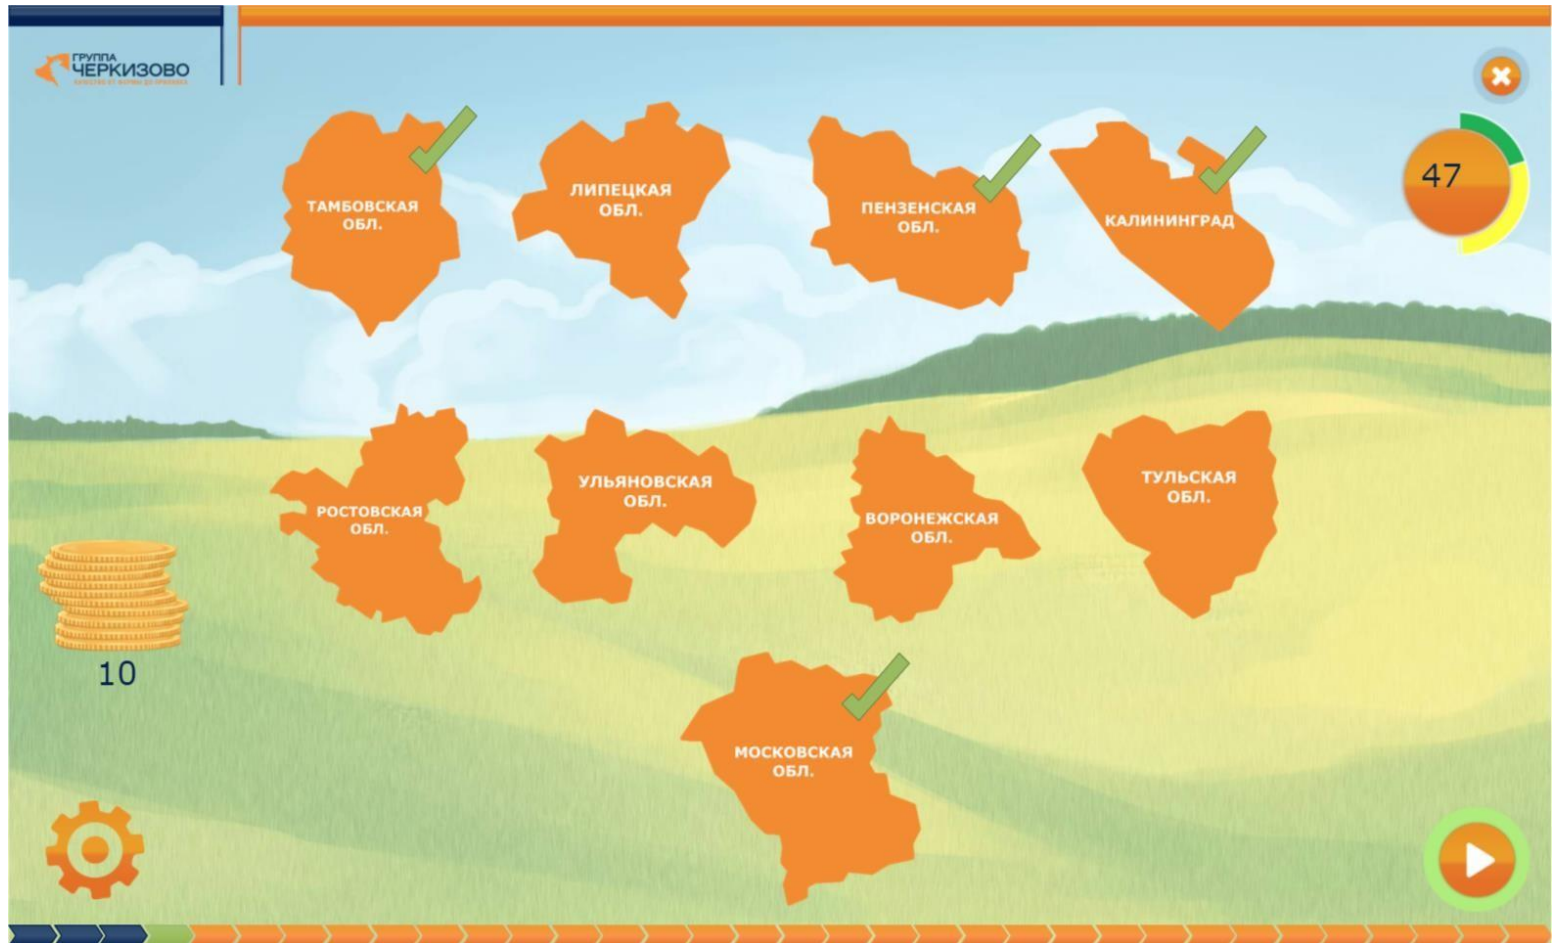 ГРУППА
ЧЕРКИЗОВО
47
ТАМБОВСКАЯ
ОБЛ.
ЛИПЕЦКАЯ
ОБЛ.
ПЕНЗЕНСКАЯ
ОБЛ.
КАЛИНИНГРАД
РОСТОВСКАЯ
ОБЛ.
УЛЬЯНОВСКАЯ
ОБЛ.
ВОРОНЕЖСКАЯ
ОБЛ.
ТУЛЬСКАЯ
ОБЛ.
10
МОСКОВСКАЯ
ОБЛ.